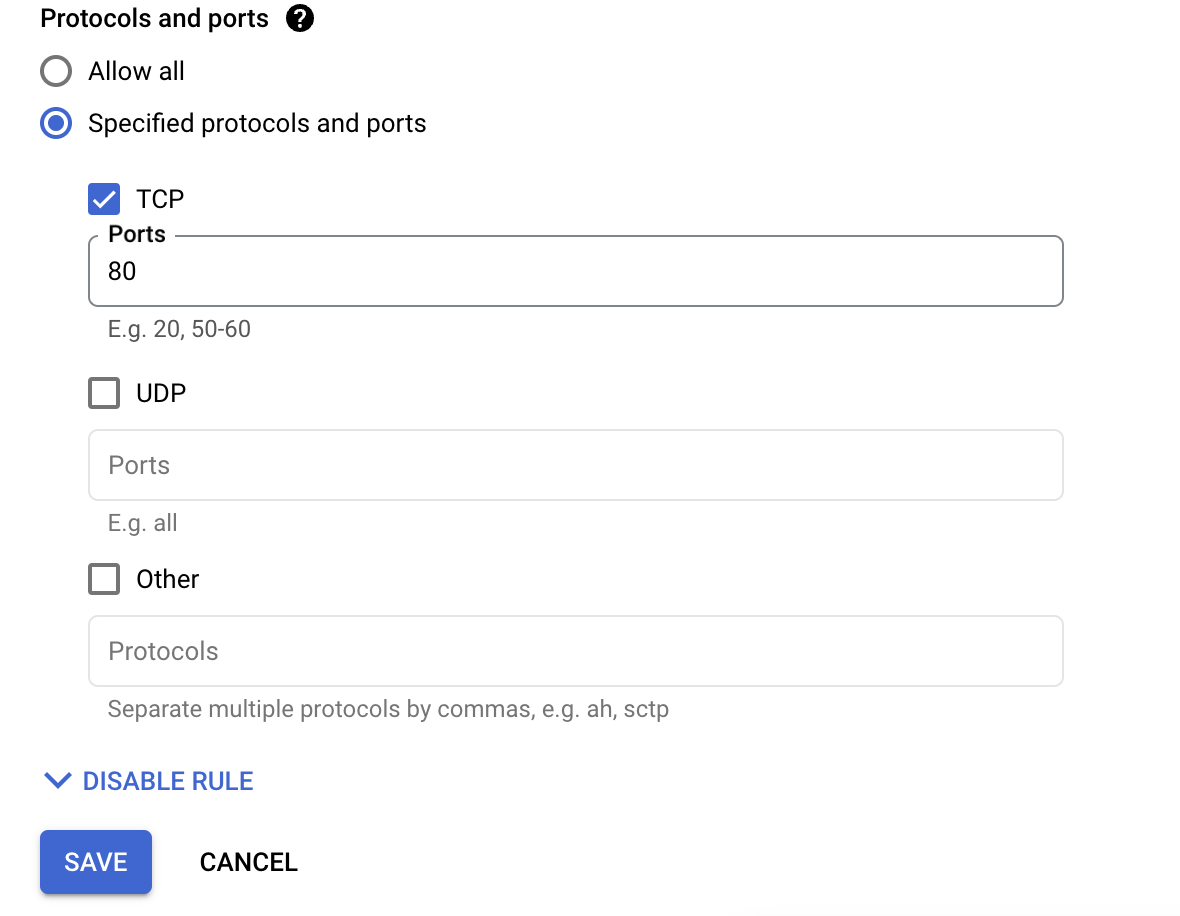 Protocols and ports ?
Allow all
Specified protocols and ports
TCP
Ports
80
E.g. 20, 50-60
UDP
Ports
E.g. all
Other
Protocols
Separate multiple protocols by commas, e.g. ah, sctp
DISABLE RULE
SAVE CANCEL